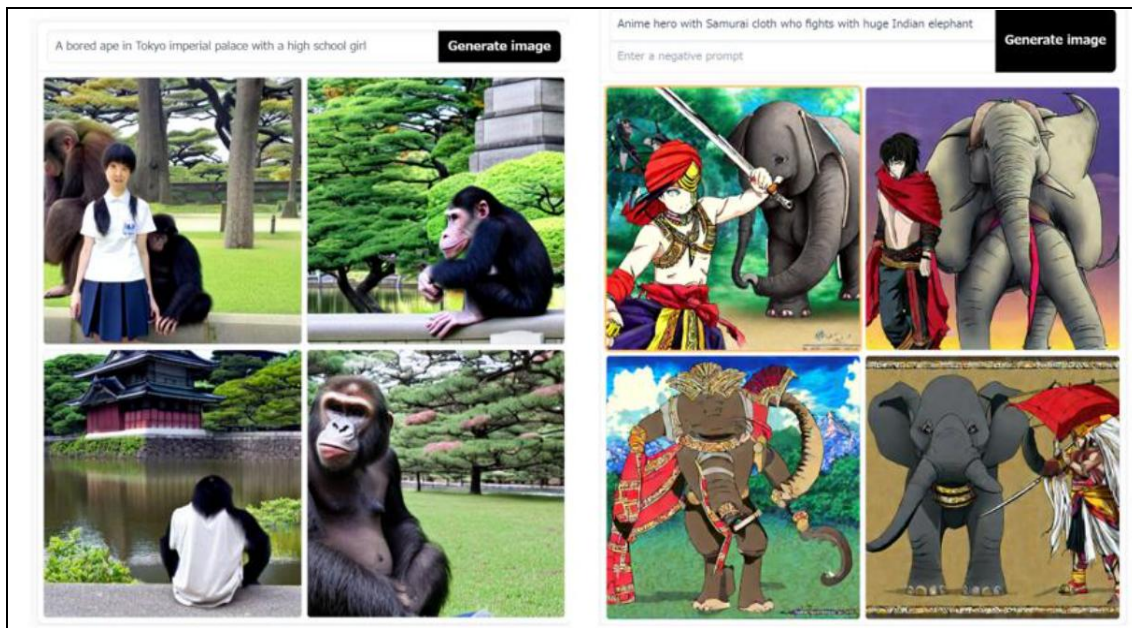 A bored ape in Tokyo imperial palace with a high school girl
Generate image
Anime hero with Samurai cloth who fights with huge Indian elephant
Enter a negative prompt
Generate image